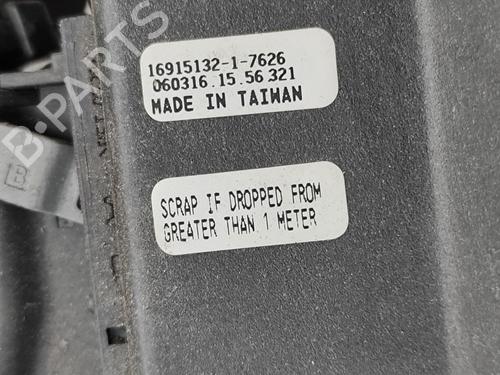 16915132-1-7626
060316.15.56.321
MADE IN TAIWAN
SCRAP IF DROPPED FROM
GREATER THAN 1 METER
B-PARTS
B
B-PARTS